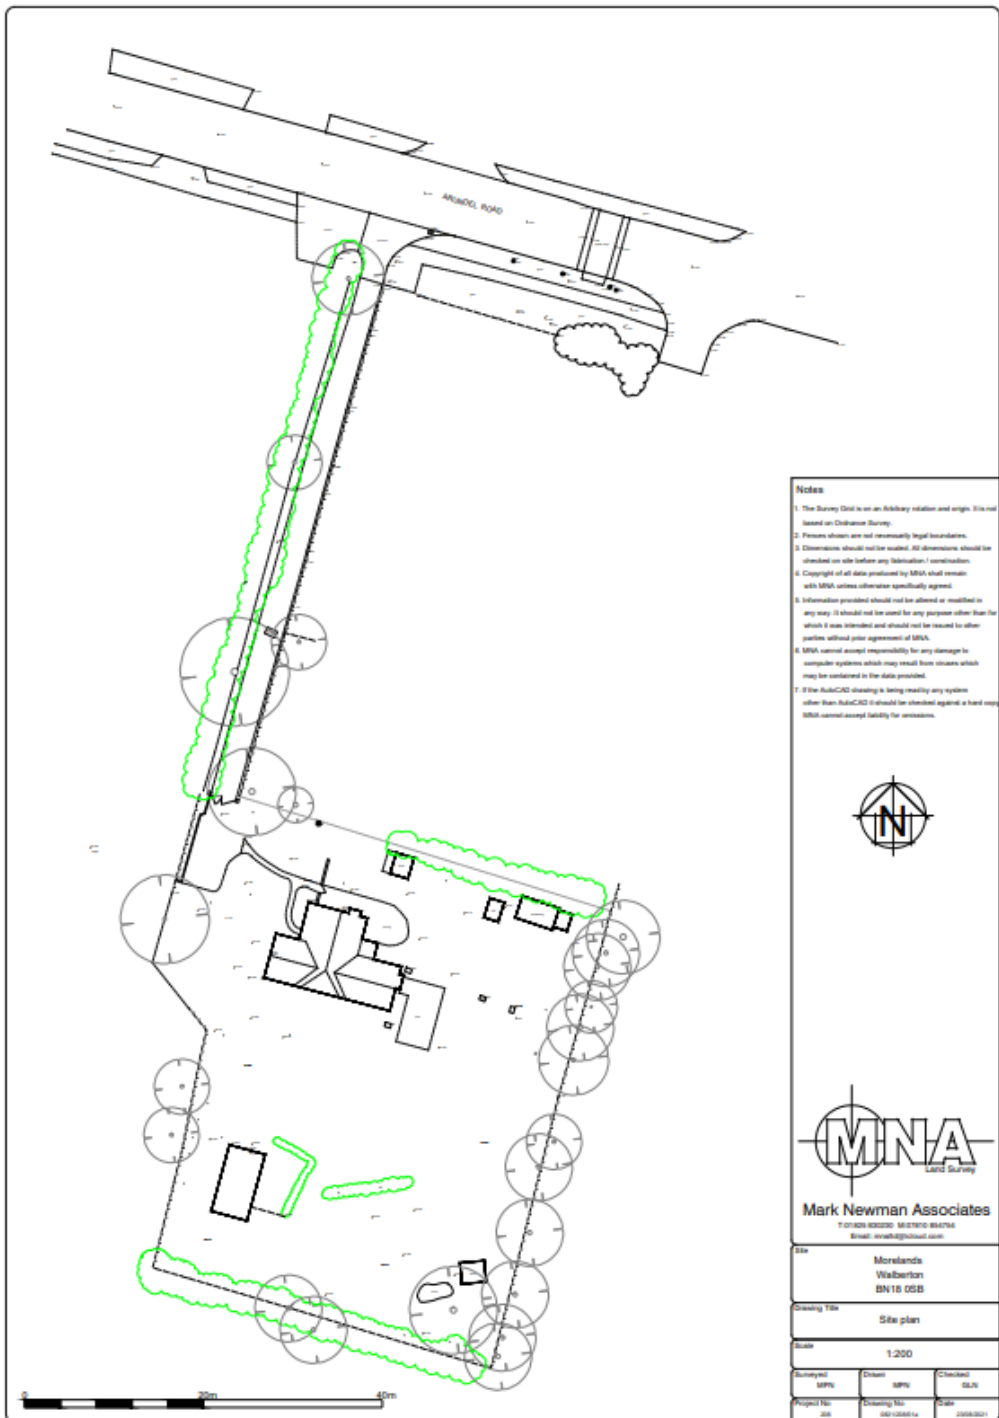 ARUNDEL ROAD
Notes
1. The Survey Grid is on an Arbitrary rotation and origin. It is not
based on Ordnance Survey.
2. Fences shown are not necessarily legal boundaries.
3. Dimensions should not be scaled. All dimensions should be
checked on site before any fabrication / construction.
4. Copyright of all data produced by MNA shall remain
with MNA unless otherwise specifically agreed.
5. Information provided should not be altered or modified in
any way. It should not be used for any purpose other than for
which it was intended and should not be issued to other
parties without prior agreement of MNA.
6. MNA cannot accept responsibility for any damage to
computer systems which may result from viruses which
may be contained in the data provided.
7. If the AutoCAD drawing is being read by any system
other than AutoCAD it should be checked against a hard copy
MNA cannot accept liability for omissions.
N
MNA
Land Survey
Mark Newman Associates
Site
Morelands
Walberton
BN18 0SB
Drawing Title
Site plan
Scale
1:200
Surveyed
Drawn
Checked
MPN
MPN
GLN
Project No
Drawing No
Date
0
20m
40m